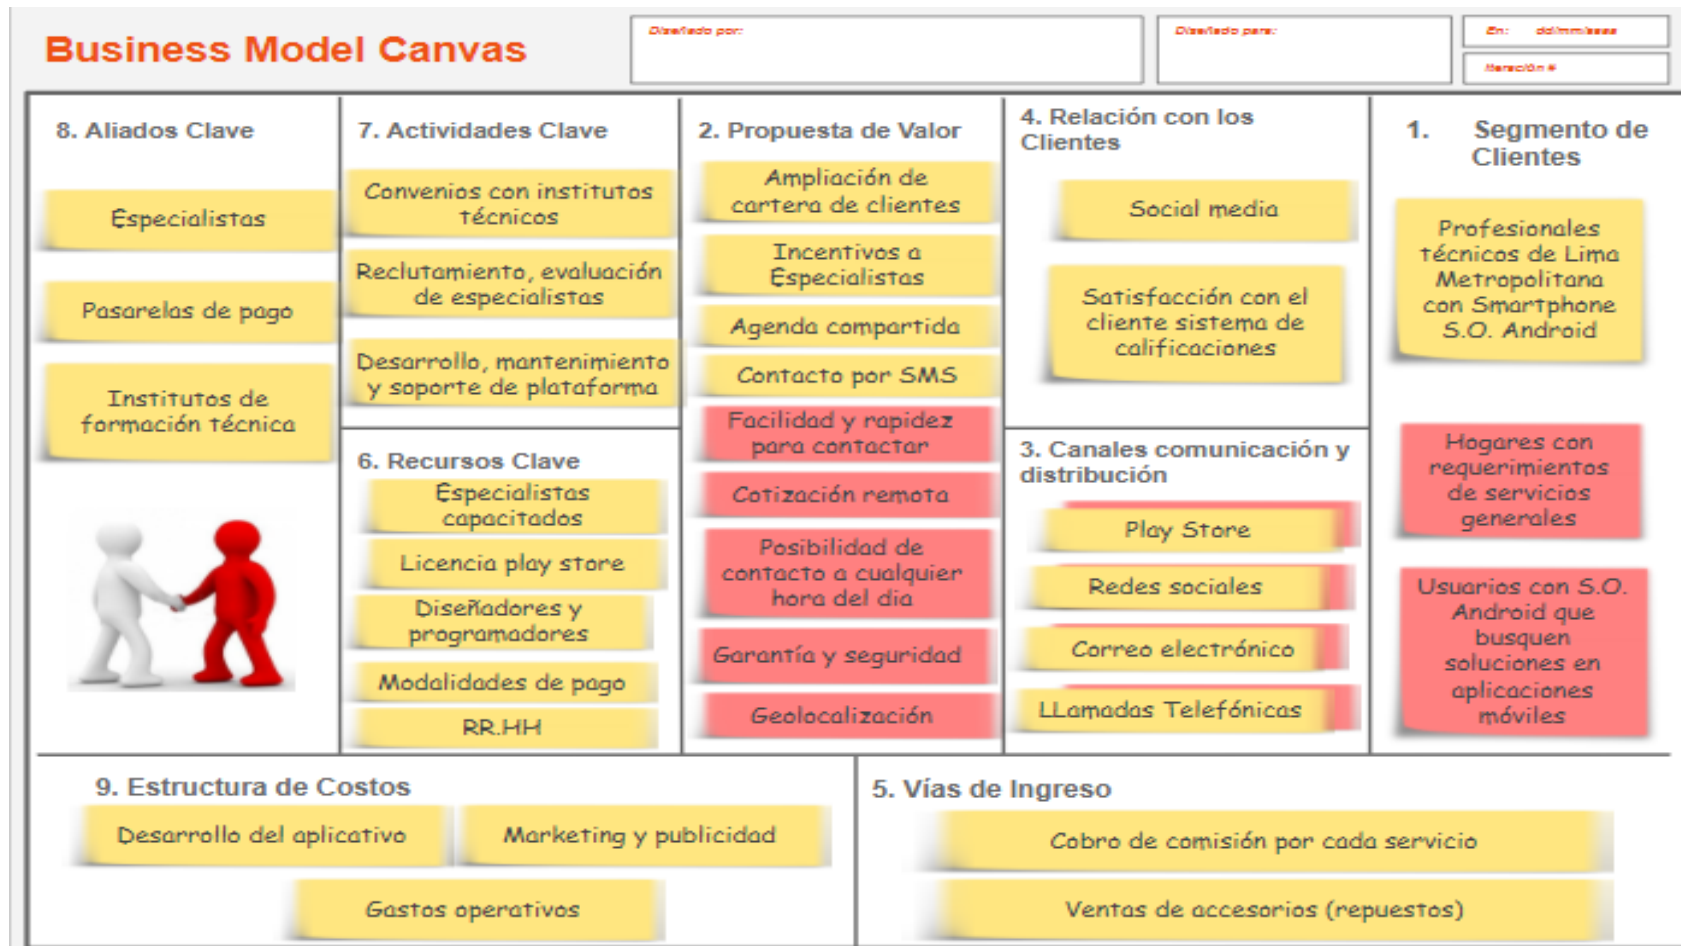 Business Model Canvas
Diseñado por:
Diseñado para:
En: dd/mm/aaaa
Iteración #
8. Aliados Clave
Especialistas
Pasarelas de pago
Institutos de
formación técnica
7. Actividades Clave
Convenios con institutos
técnicos
Reclutamiento, evaluación
de especialistas
Desarrollo, mantenimiento
y soporte de plataforma
6. Recursos Clave
Especialistas
capacitados
Licencia play store
Diseñadores y
programadores
Modalidades de pago
RR.HH
2. Propuesta de Valor
Ampliación de
cartera de clientes
Incentivos a
Especialistas
Agenda compartida
Contacto por SMS
Facilidad y rapidez
para contactar
Cotización remota
Posibilidad de
contacto a cualquier
hora del dia
Garantía y seguridad
Geolocalización
4. Relación con los
Clientes
Social media
Satisfacción con el
cliente sistema de
calificaciones
3. Canales comunicación y
distribución
Play Store
Redes sociales
Correo electrónico
LLamadas Telefónicas
1. Segmento de
Clientes
Profesionales
técnicos de Lima
Metropolitana
con Smartphone
S.O. Android
Hogares con
requerimientos
de servicios
generales
Usuarios con S.O.
Android que
busquen
soluciones en
aplicaciones
móviles
9. Estructura de Costos
Desarrollo del aplicativo
Marketing y publicidad
Gastos operativos
5. Vías de Ingreso
Cobro de comisión por cada servicio
Ventas de accesorios (repuestos)